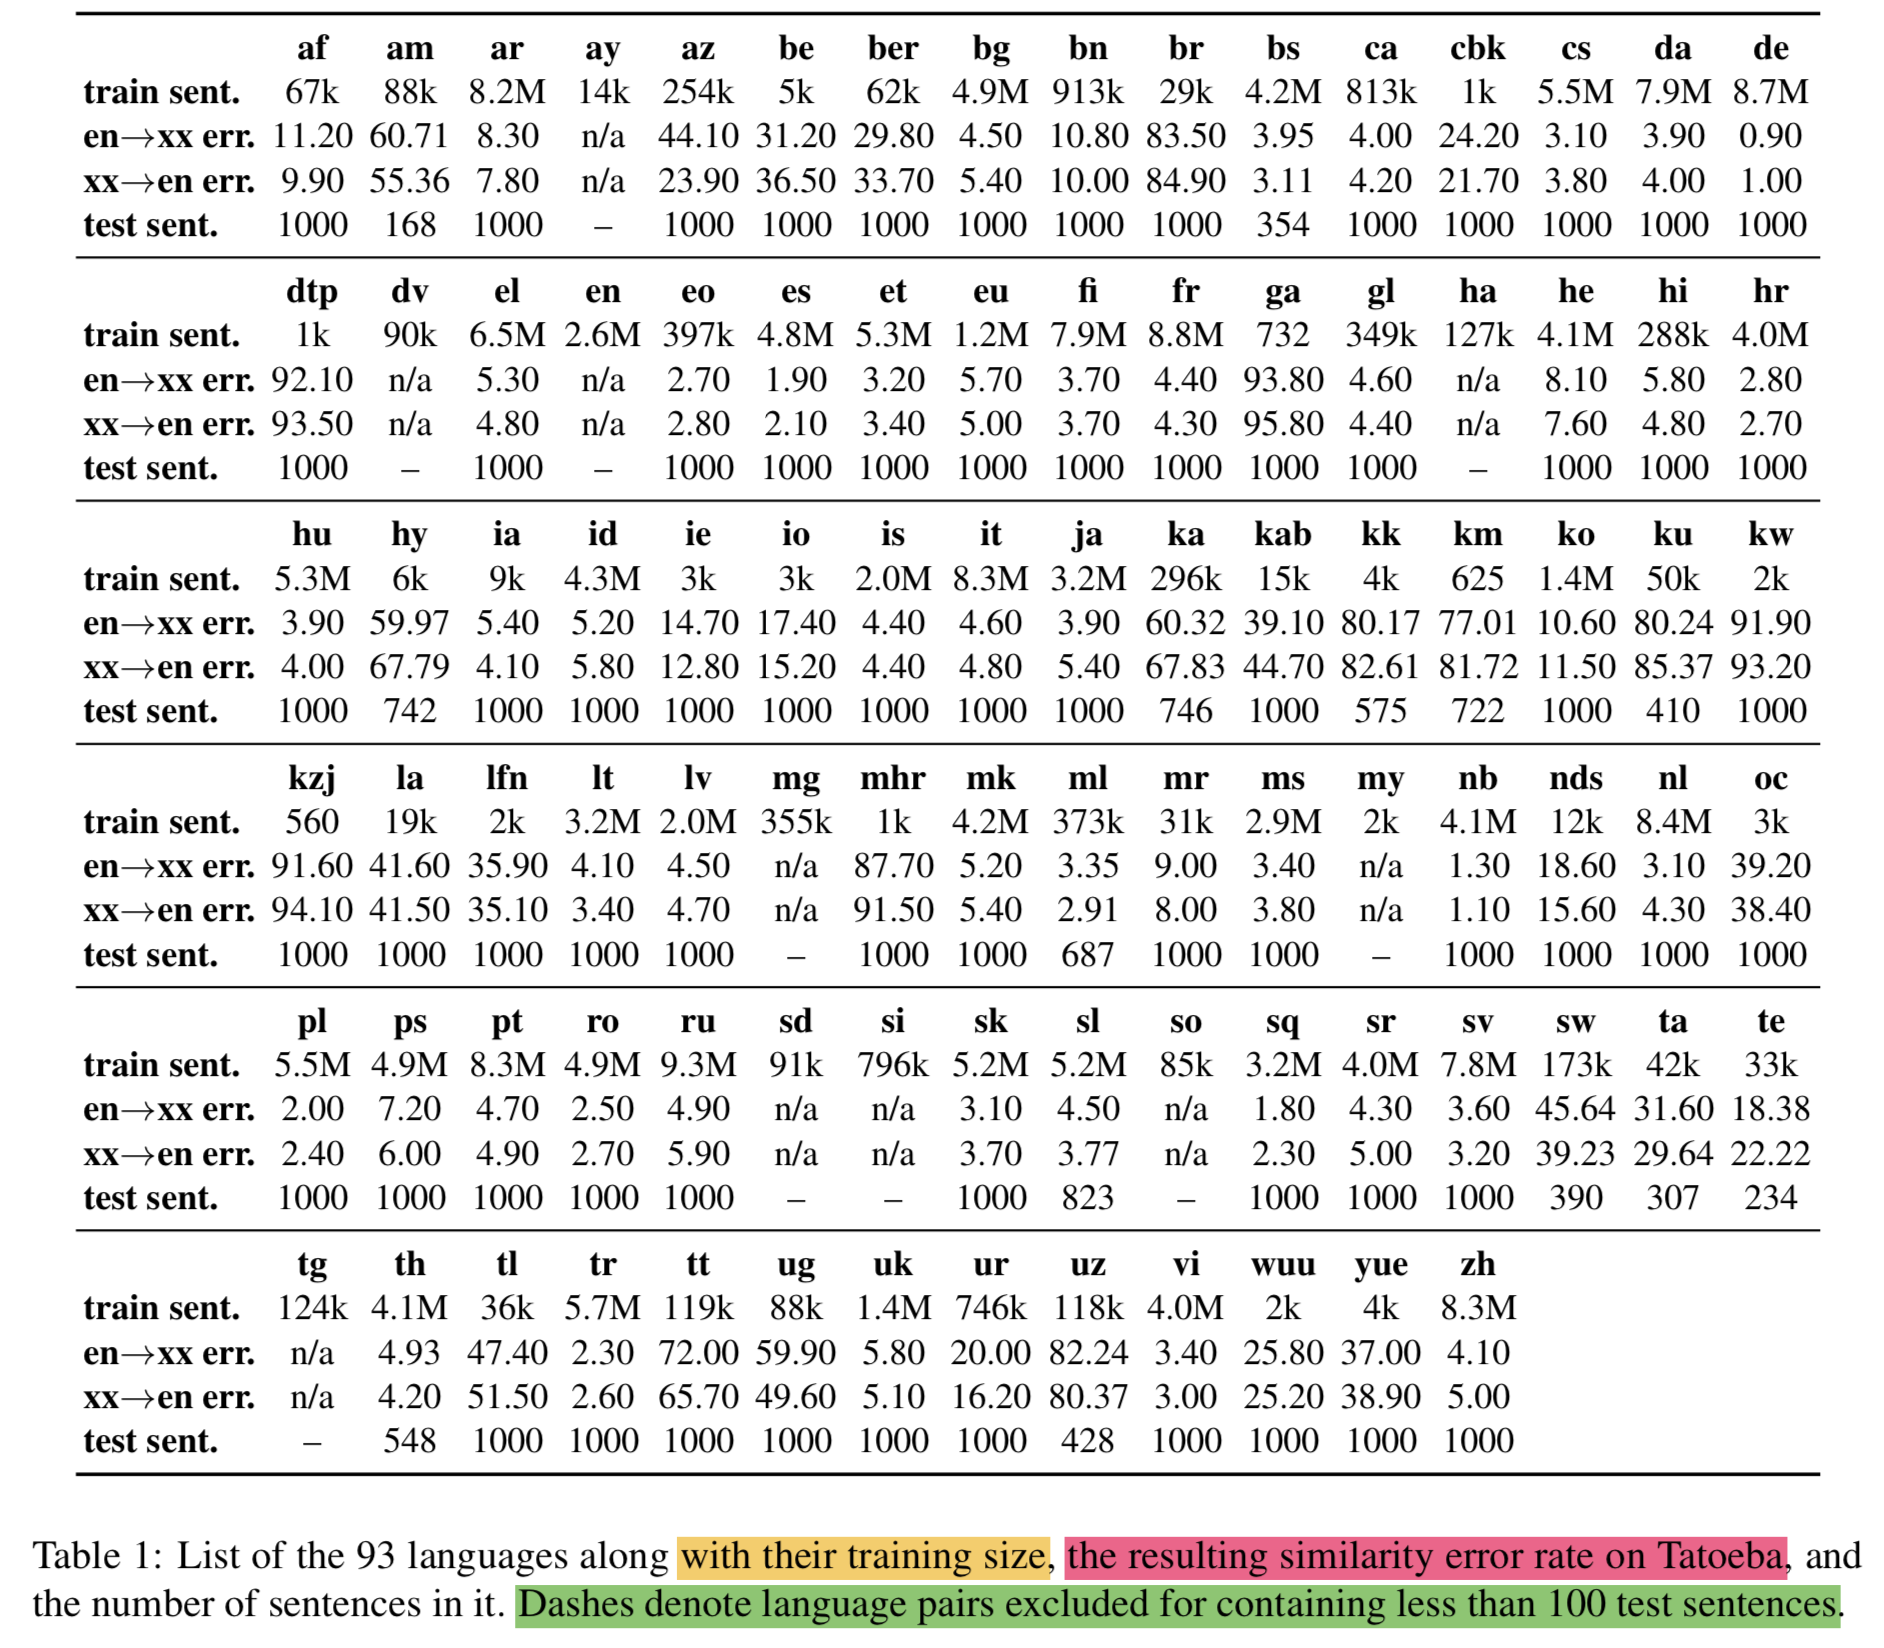 af am ar ay az be ber bg bn br bs ca cbk cs da de
train sent. 67k 88k 8.2M 14k 254k 5k 62k 4.9M 913k 29k 4.2M 813k 1k 5.5M 7.9M 8.7M
en→xx err. 11.20 60.71 8.30 n/a 44.10 31.20 29.80 4.50 10.80 83.50 3.95 4.00 24.20 3.10 3.90 0.90
xx→en err. 9.90 55.36 7.80 n/a 23.90 36.50 33.70 5.40 10.00 84.90 3.11 4.20 21.70 3.80 4.00 1.00
test sent. 1000 168 1000 – 1000 1000 1000 1000 1000 1000 354 1000 1000 1000 1000 1000
dtp dv el en eo es et eu fi fr ga gl ha he hi hr
train sent. 1k 90k 6.5M 2.6M 397k 4.8M 5.3M 1.2M 7.9M 8.8M 732 349k 127k 4.1M 288k 4.0M
en→xx err. 92.10 n/a 5.30 n/a 2.70 1.90 3.20 5.70 3.70 4.40 93.80 4.60 n/a 8.10 5.80 2.80
xx→en err. 93.50 n/a 4.80 n/a 2.80 2.10 3.40 5.00 3.70 4.30 95.80 4.40 n/a 7.60 4.80 2.70
test sent. 1000 – 1000 – 1000 1000 1000 1000 1000 1000 1000 1000 – 1000 1000 1000
hu hy ia id ie io is it ja ka kab kk km ko ku kw
train sent. 5.3M 6k 9k 4.3M 3k 3k 2.0M 8.3M 3.2M 296k 15k 4k 625 1.4M 50k 2k
en→xx err. 3.90 59.97 5.40 5.20 14.70 17.40 4.40 4.60 3.90 60.32 39.10 80.17 77.01 10.60 80.24 91.90
xx→en err. 4.00 67.79 4.10 5.80 12.80 15.20 4.40 4.80 5.40 67.83 44.70 82.61 81.72 11.50 85.37 93.20
test sent. 1000 742 1000 1000 1000 1000 1000 1000 1000 746 1000 575 722 1000 410 1000
kzj la lfn lt lv mg mhr mk ml mr ms my nb nds nl oc
train sent. 560 19k 2k 3.2M 2.0M 355k 1k 4.2M 373k 31k 2.9M 2k 4.1M 12k 8.4M 3k
en→xx err. 91.60 41.60 35.90 4.10 4.50 n/a 87.70 5.20 3.35 9.00 3.40 n/a 1.30 18.60 3.10 39.20
xx→en err. 94.10 41.50 35.10 3.40 4.70 n/a 91.50 5.40 2.91 8.00 3.80 n/a 1.10 15.60 4.30 38.40
test sent. 1000 1000 1000 1000 1000 – 1000 1000 687 1000 1000 – 1000 1000 1000 1000
pl ps pt ro ru sd si sk sl so sq sr sv sw ta te
train sent. 5.5M 4.9M 8.3M 4.9M 9.3M 91k 796k 5.2M 5.2M 85k 3.2M 4.0M 7.8M 173k 42k 33k
en→xx err. 2.00 7.20 4.70 2.50 4.90 n/a n/a 3.10 4.50 n/a 1.80 4.30 3.60 45.64 31.60 18.38
xx→en err. 2.40 6.00 4.90 2.70 5.90 n/a n/a 3.70 3.77 n/a 2.30 5.00 3.20 39.23 29.64 22.22
test sent. 1000 1000 1000 1000 1000 – – 1000 823 – 1000 1000 1000 390 307 234
tg th tl tr tt ug uk ur uz vi wuu yue zh
train sent. 124k 4.1M 36k 5.7M 119k 88k 1.4M 746k 118k 4.0M 2k 4k 8.3M
en→xx err. n/a 4.93 47.40 2.30 72.00 59.90 5.80 20.00 82.24 3.40 25.80 37.00 4.10
xx→en err. n/a 4.20 51.50 2.60 65.70 49.60 5.10 16.20 80.37 3.00 25.20 38.90 5.00
test sent. – 548 1000 1000 1000 1000 1000 1000 428 1000 1000 1000 1000
Table 1: List of the 93 languages along with their training size, the resulting similarity error rate on Tatoeba, and
the number of sentences in it. Dashes denote language pairs excluded for containing less than 100 test sentences.